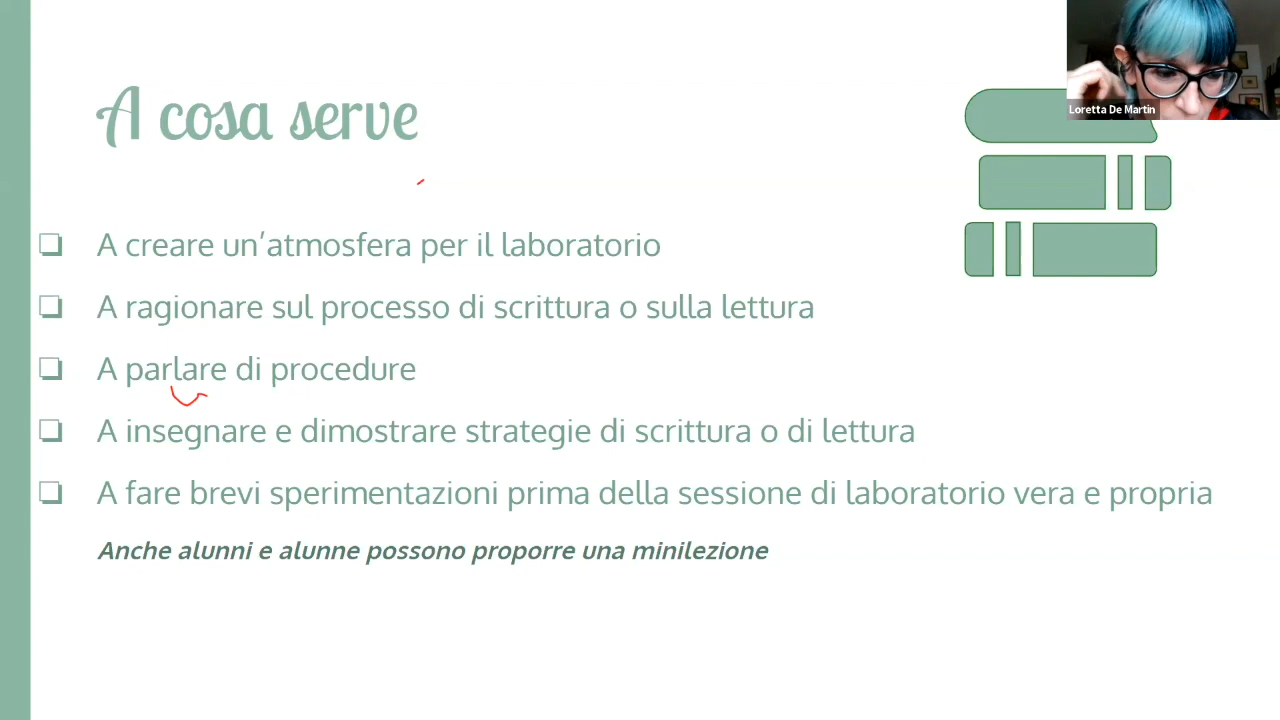 A cosa serve
Loretta De Martin
❏ A creare un’atmosfera per il laboratorio
❏ A ragionare sul processo di scrittura o sulla lettura
❏ A parlare di procedure
❏ A insegnare e dimostrare strategie di scrittura o di lettura
❏ A fare brevi sperimentazioni prima della sessione di laboratorio vera e propria
Anche alunni e alunne possono proporre una minilezione